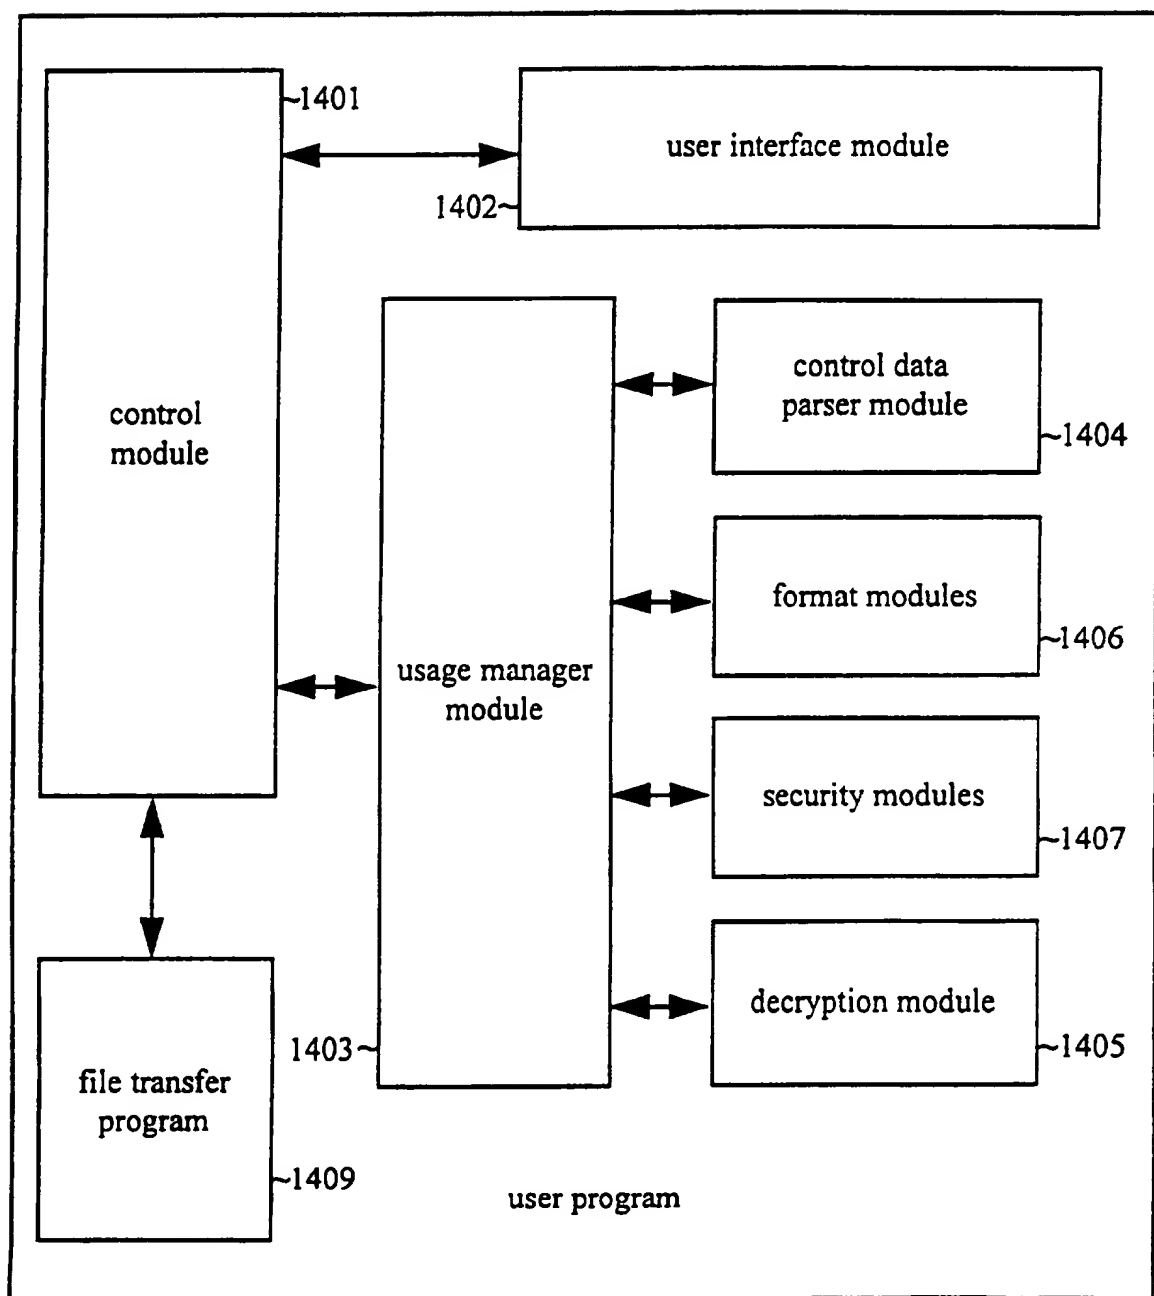 ~1401
user interface module
1402~
control data
parser module
~1404
control
module
format modules
~1406
usage manager
module
security modules
~1407
decryption module
1403~
~1405
file transfer
program
~1409
user program